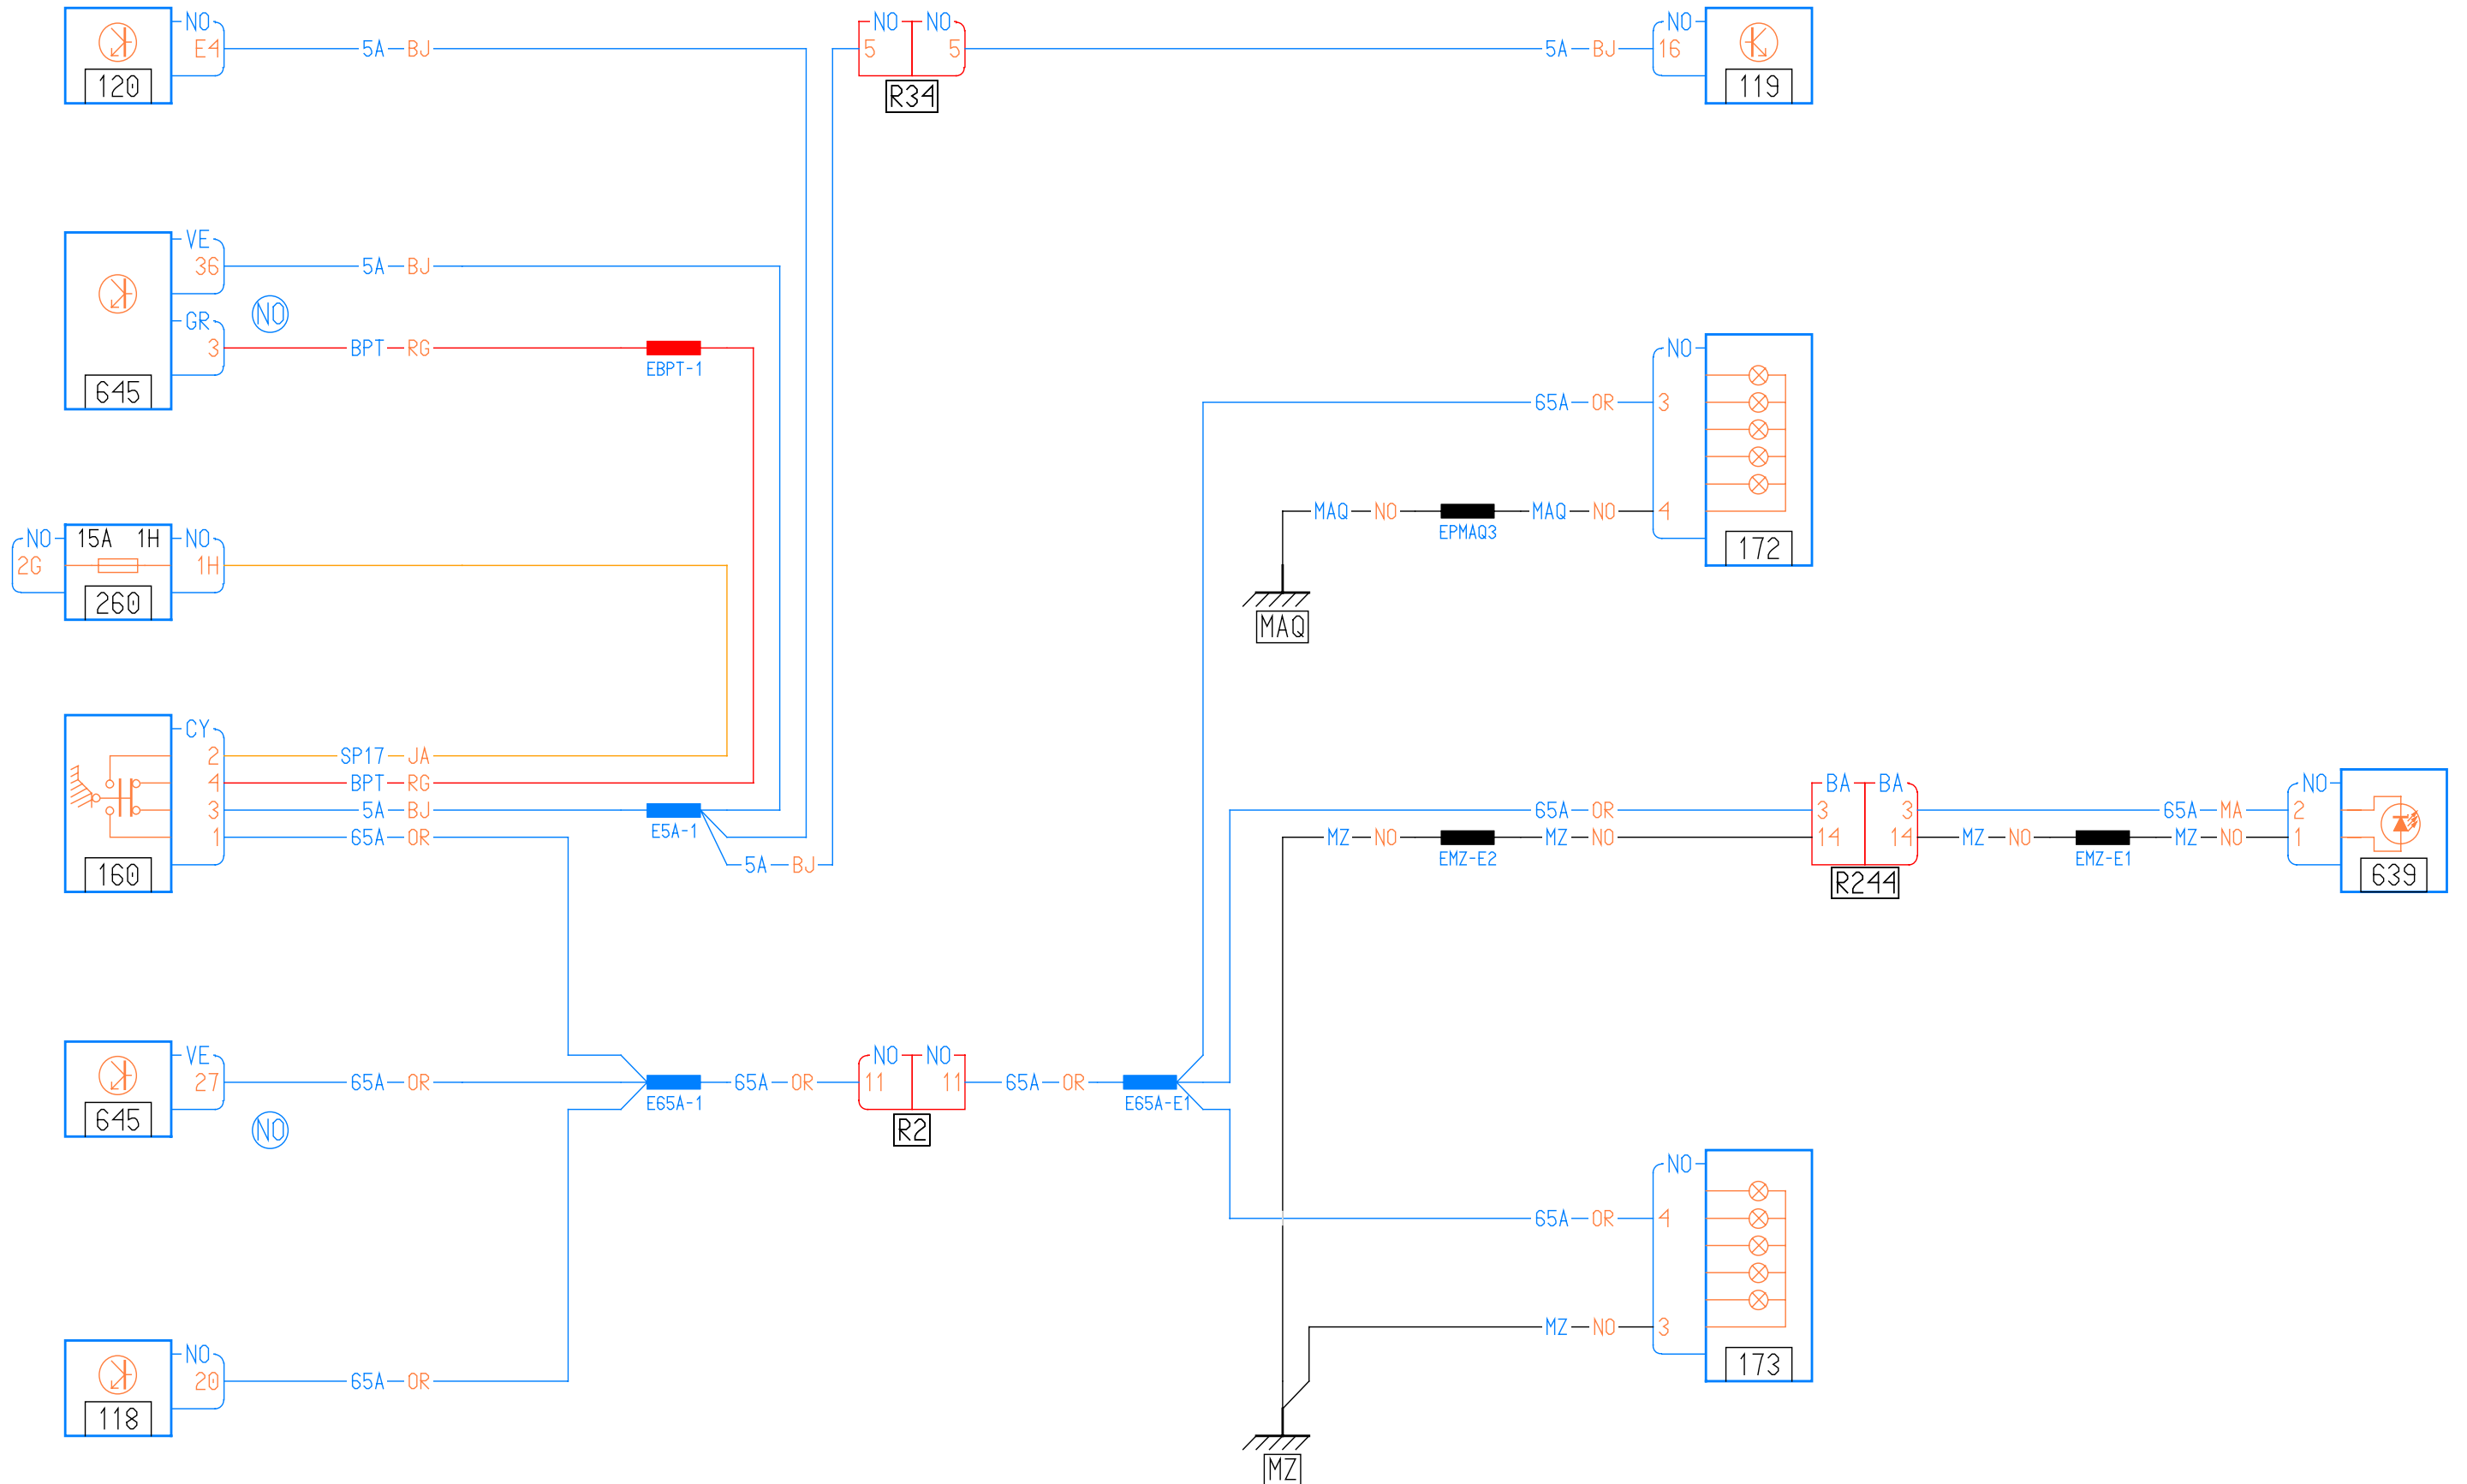 NO NO NO NO
E4 5A BJ 5 5 5A BJ 16
120 R34 119
VE
36 5A BJ
NO
GR
3 BPT RG
EBPT-1
645
NO
65A OR 3
MAQ NO MAQ NO 4
EPMAQ3
172
MAQ
NO 15A 1H NO
2G 1H
260
CY
2 SP17 JA
4 BPT RG
3 5A BJ
E5A-1
1 65A OR
5A BJ
160
BA BA NO
65A OR 3 3 65A MA 2
MZ NO MZ NO 14 14 MZ NO MZ NO 1
EMZ-E2 EMZ-E1
R244 639
VE NO NO
27 65A OR 65A OR 11 11 65A OR
E65A-1 E65A-E1
645 NO R2
NO
65A OR 4
MZ NO 3
173
NO
20 65A OR
118
MZ